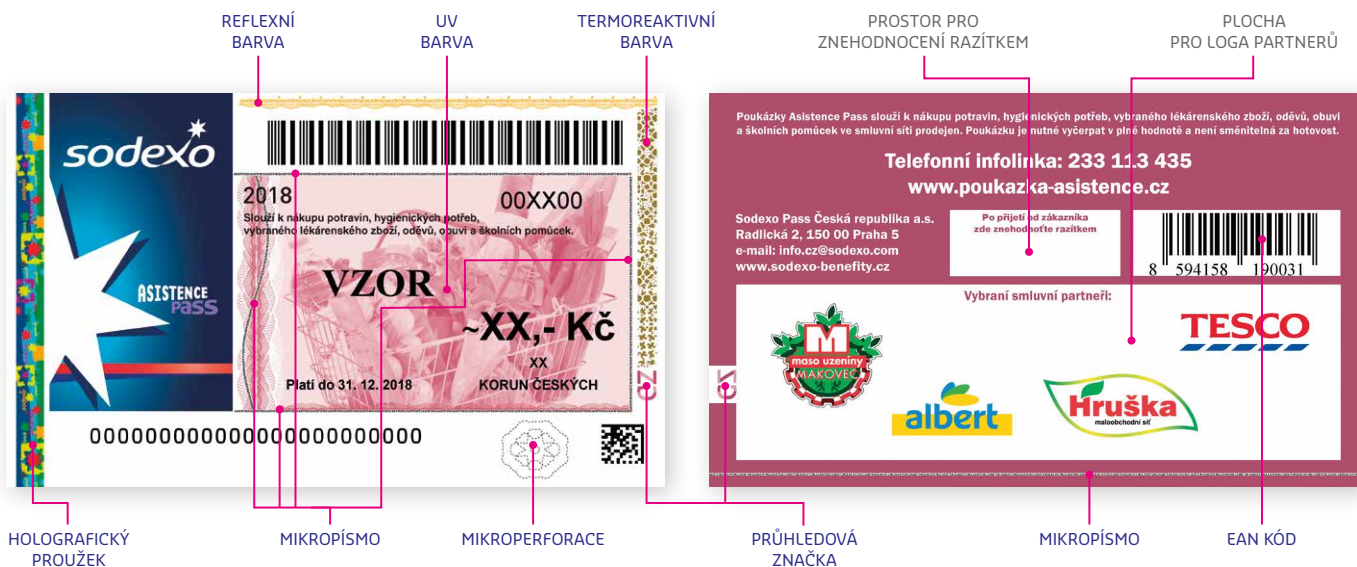 REFLEXNÍ
BARVA
UV
BARVA
TERMOREAKTIVNÍ
BARVA
PROSTOR PRO
ZNEHODNOCENÍ RAZÍTKEM
PLOCHA
PRO LOGA PARTNERŮ
sodexo
ASISTENCE
PASS
2018
00XX00
Slouží k nákupu potravin, hygienických potřeb,
vybraného lékárenského zboží, oděvů, obuvi a školních pomůcek.
VZOR
~XX,- Kč
XX
Platí do 31. 12. 2018
KORUN ČESKÝCH
CZ
000000000000000000000000
Poukázky Asistence Pass slouží k nákupu potravin, hygienických potřeb, vybraného lékárenského zboží, oděvů, obuvi
a školních pomůcek ve smluvní síti prodejen. Poukázku je nutné vyčerpat v plné hodnotě a není směnitelná za hotovost.
Telefonní infolinka: 233 113 435
www.poukazka-asistence.cz
Sodexo Pass Česká republika a.s.
Radlická 2, 150 00 Praha 5
e-mail: info.cz@sodexo.com
www.sodexo-benefity.cz
Po přijetí od zákazníka
zde znehodnoťte razítkem
8 594158 190031
Vybraní smluvní partneři:
M
maso uzeniny
MAKOVEC
albert
Hruška
maloobchodní síť
TESCO
CZ
HOLOGRAFICKÝ
PROUŽEK
MIKROPÍSMO
MIKROPERFORACE
PRŮHLEDOVÁ
ZNAČKA
MIKROPÍSMO
EAN KÓD